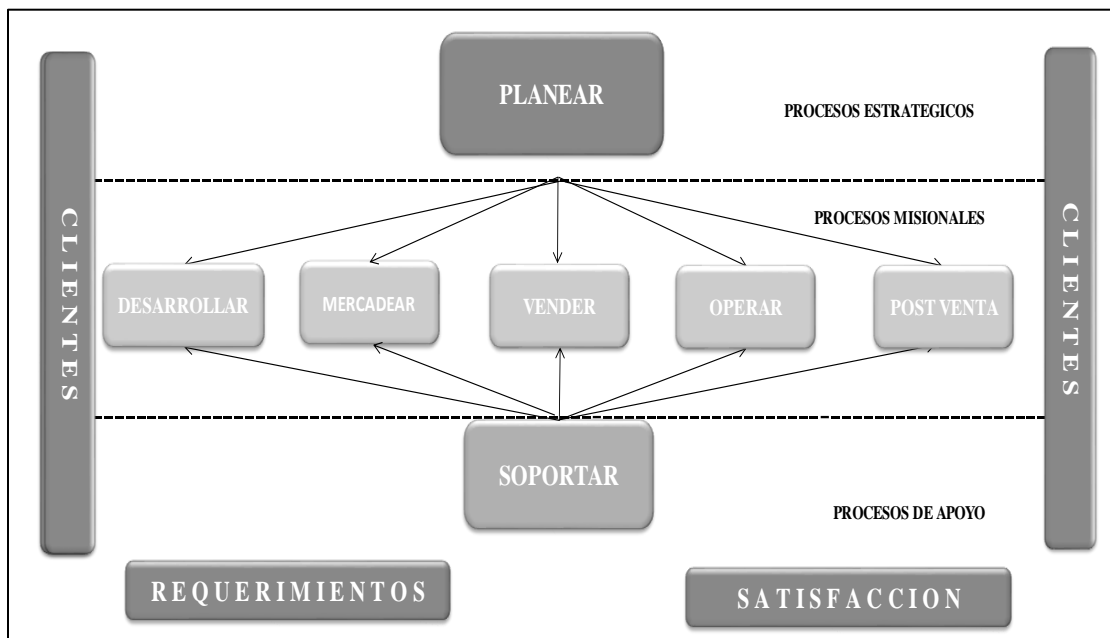 PLANEAR
PROCESOS ESTRATEGICOS
CLIENTES
CLIENTES
PROCESOS MISIONALES
DESARROLLAR
MERCADEAR
VENDER
OPERAR
POST VENTA
SOPORTAR
PROCESOS DE APOYO
REQUERIMIENTOS
SATISFACCION